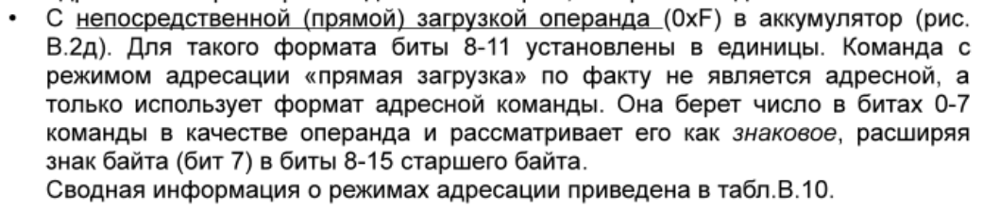 • С непосредственной (прямой) загрузкой операнда (0xF) в аккумулятор (рис.
В.2д). Для такого формата биты 8-11 установлены в единицы. Команда с
режимом адресации «прямая загрузка» по факту не является адресной, а
только использует формат адресной команды. Она берет число в битах 0-7
команды в качестве операнда и рассматривает его как знаковое, расширяя
знак байта (бит 7) в биты 8-15 старшего байта.
Сводная информация о режимах адресации приведена в табл.В.10.